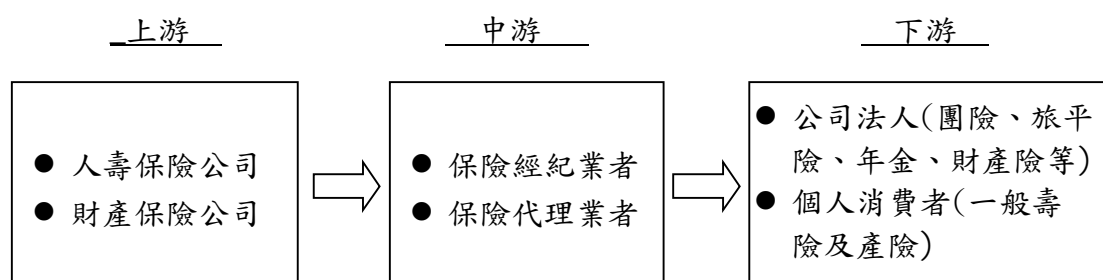 上游
中游
下游
● 人壽保險公司
● 財產保險公司
● 保險經紀業者
● 保險代理業者
● 公司法人(團險、旅平
險、年金、財產險等)
● 個人消費者(一般壽
險及產險)